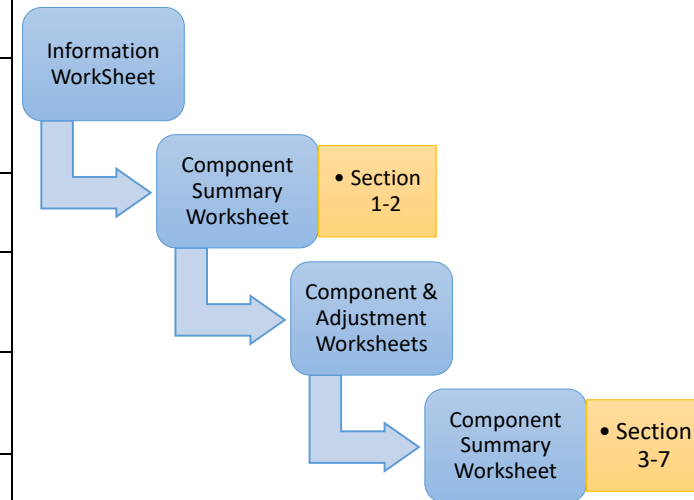 Information
WorkSheet
Component
Summary
Worksheet
• Section
1-2
Component &
Adjustment
Worksheets
Component
Summary
Worksheet
• Section
3-7